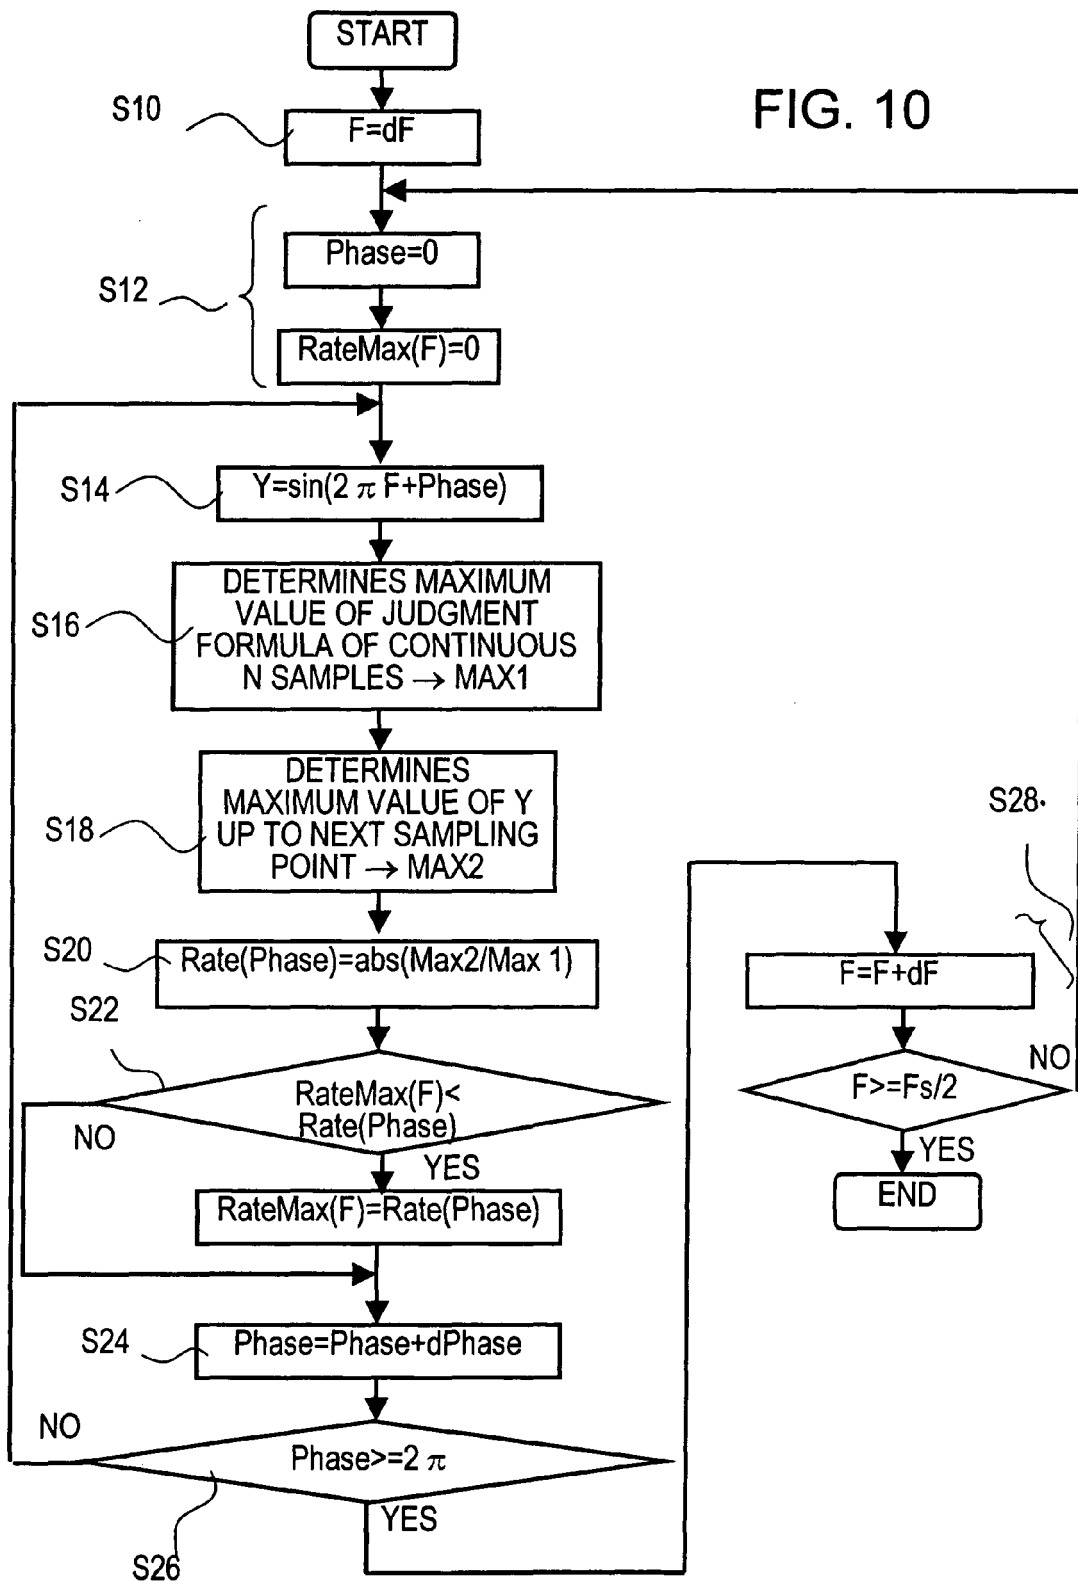 START
FIG. 10
S10
F=dF
Phase=0
S12
RateMax(F)=0
S14
Y=sin(2 π F+Phase)
S16
DETERMINES MAXIMUM
VALUE OF JUDGMENT
FORMULA OF CONTINUOUS
N SAMPLES → MAX1
S18
DETERMINES
MAXIMUM VALUE OF Y
UP TO NEXT SAMPLING
POINT → MAX2
S20
Rate(Phase)=abs(Max2/Max 1)
S22
RateMax(F)<
Rate(Phase)
NO
YES
RateMax(F)=Rate(Phase)
S24
Phase=Phase+dPhase
NO
Phase>=2 π
YES
S26
S28
F=F+dF
NO
F>=Fs/2
YES
END